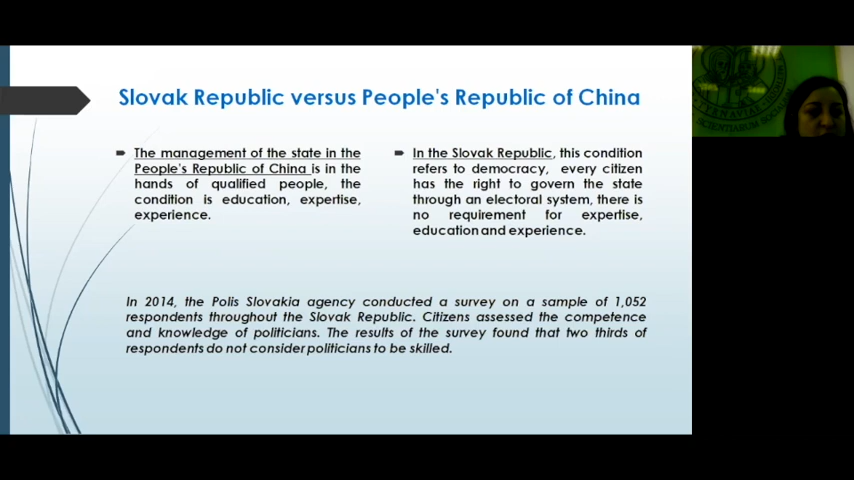 Slovak Republic versus People's Republic of China
The management of the state in the
People's Republic of China is in the
hands of qualified people, the
condition is education, expertise,
experience.
In the Slovak Republic, this condition
refers to democracy, every citizen
has the right to govern the state
through an electoral system, there is
no requirement for expertise,
education and experience.
In 2014, the Polis Slovakia agency conducted a survey on a sample of 1,052
respondents throughout the Slovak Republic. Citizens assessed the competence
and knowledge of politicians. The results of the survey found that two thirds of
respondents do not consider politicians to be skilled.